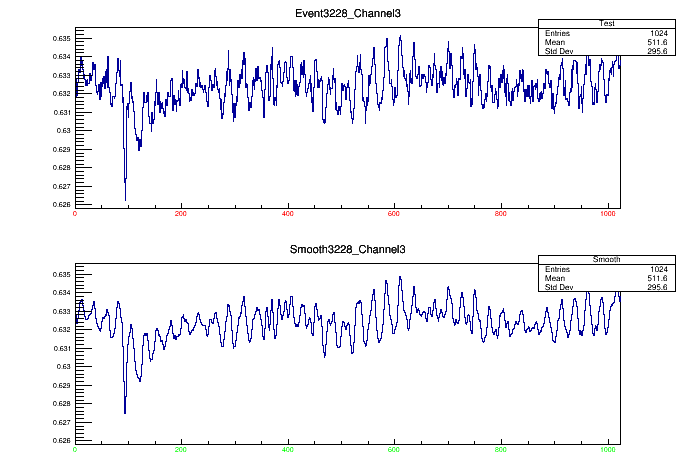 Event3228_Channel3
Test
Entries 1024
Mean 511.6
Std Dev 295.6
0.635
0.634
0.633
0.632
0.631
0.63
0.629
0.628
0.627
0.626
0 200 400 600 800 1000
Smooth3228_Channel3
Smooth
Entries 1024
Mean 511.6
Std Dev 295.6
0.635
0.634
0.633
0.632
0.631
0.63
0.629
0.628
0.627
0.626
0 200 400 600 800 1000